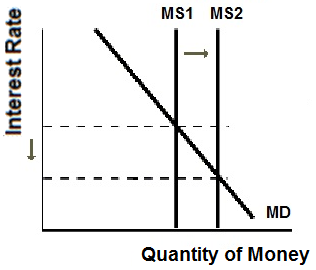 MS1 MS2
Interest Rate
MD
Quantity of Money